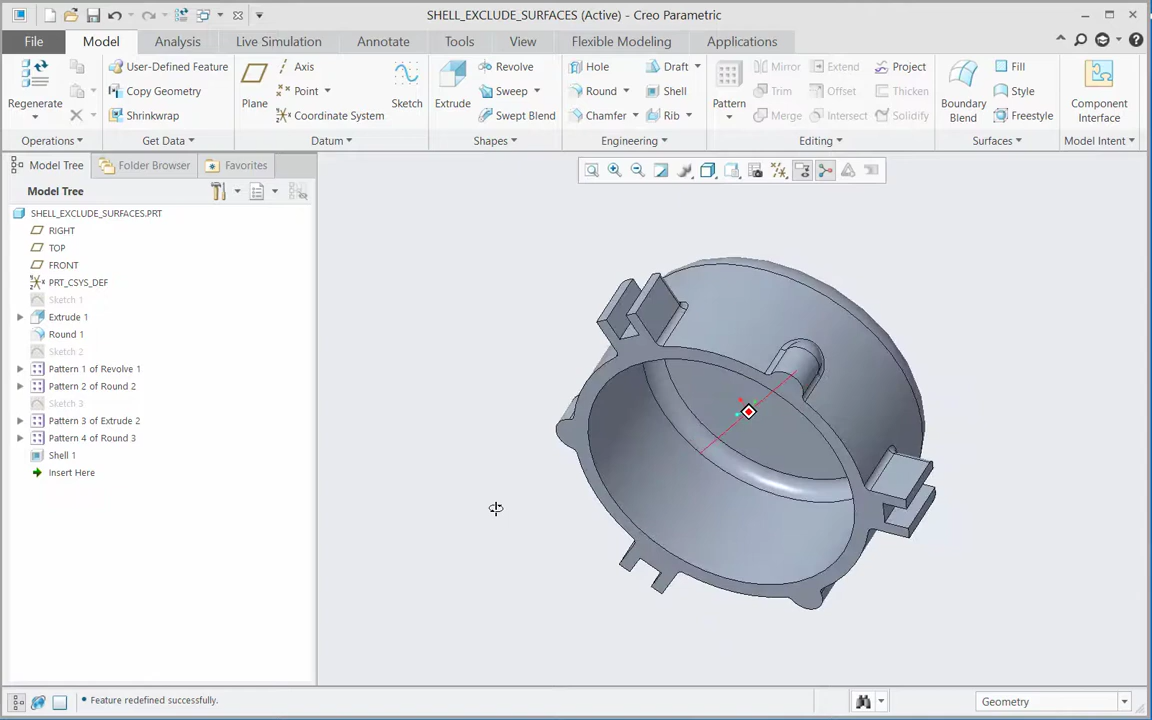 SHELL_EXCLUDE_SURFACES (Active) - Creo Parametric
File Model Analysis Live Simulation Annotate Tools View Flexible Modeling Applications
User-Defined Feature Axis Revolve Hole Draft Mirror Extend Project Fill
Copy Geometry Point Sweep Round Shell Trim Offset Thicken Style
Regenerate Shrinkwrap Plane Coordinate System Sketch Extrude Swept Blend Chamfer Rib Pattern Merge Intersect Solidify Boundary Blend Freestyle Component Interface
Operations Get Data Datum Shapes Engineering Editing Surfaces Model Intent
Model Tree Folder Browser Favorites
Model Tree
SHELL_EXCLUDE_SURFACES.PRT
RIGHT
TOP
FRONT
PRT_CSYS_DEF
Sketch 1
Extrude 1
Round 1
Sketch 2
Pattern 1 of Revolve 1
Pattern 2 of Round 2
Sketch 3
Pattern 3 of Extrude 2
Pattern 4 of Round 3
Shell 1
Insert Here
• Feature redefined successfully.
Geometry